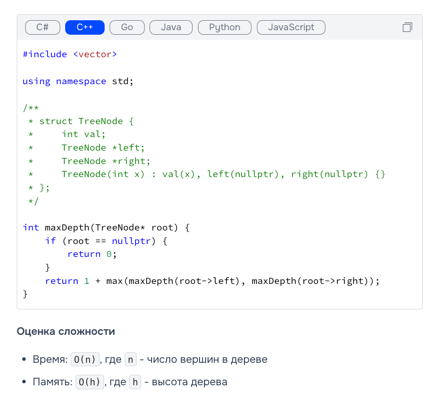 C# C++ Go Java Python JavaScript
#include <vector>
using namespace std;
/**
 * struct TreeNode {
 *     int val;
 *     TreeNode *left;
 *     TreeNode *right;
 *     TreeNode(int x) : val(x), left(nullptr), right(nullptr) {}
 * };
 */
int maxDepth(TreeNode* root) {
    if (root == nullptr) {
        return 0;
    }
    return 1 + max(maxDepth(root->left), maxDepth(root->right));
}
Оценка сложности
• Время: O(n), где n - число вершин в дереве
• Память: O(h), где h - высота дерева